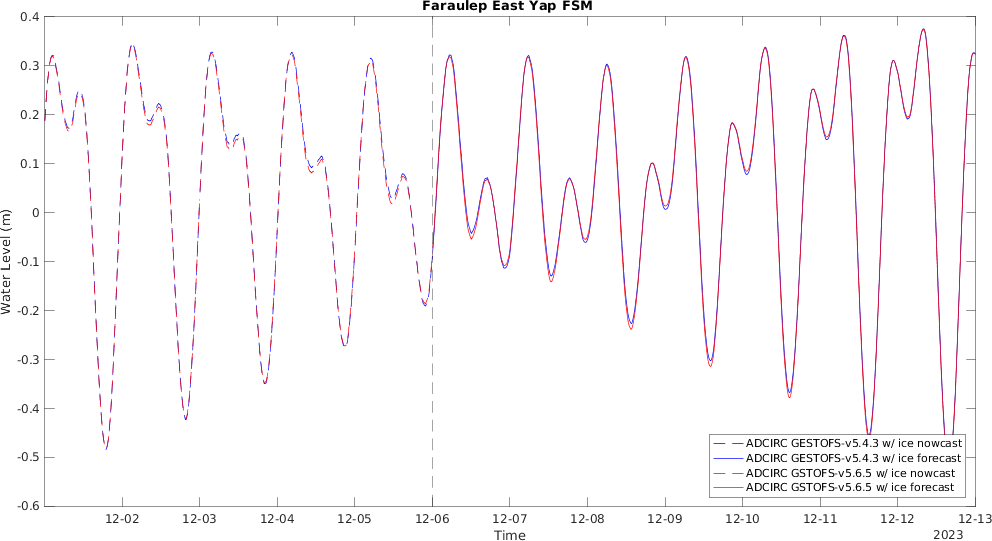 Faraulep East Yap FSM
0.4
0.3
0.2
0.1
0
-0.1
-0.2
-0.3
-0.4
-0.5
-0.6
Water Level (m)
ADCIRC GESTOFS-v5.4.3 w/ ice nowcast
ADCIRC GESTOFS-v5.4.3 w/ ice forecast
ADCIRC GSTOFS-v5.6.5 w/ ice nowcast
ADCIRC GSTOFS-v5.6.5 w/ ice forecast
12-02 12-03 12-04 12-05 12-06 12-07 12-08 12-09 12-10 12-11 12-12 12-13
Time
2023